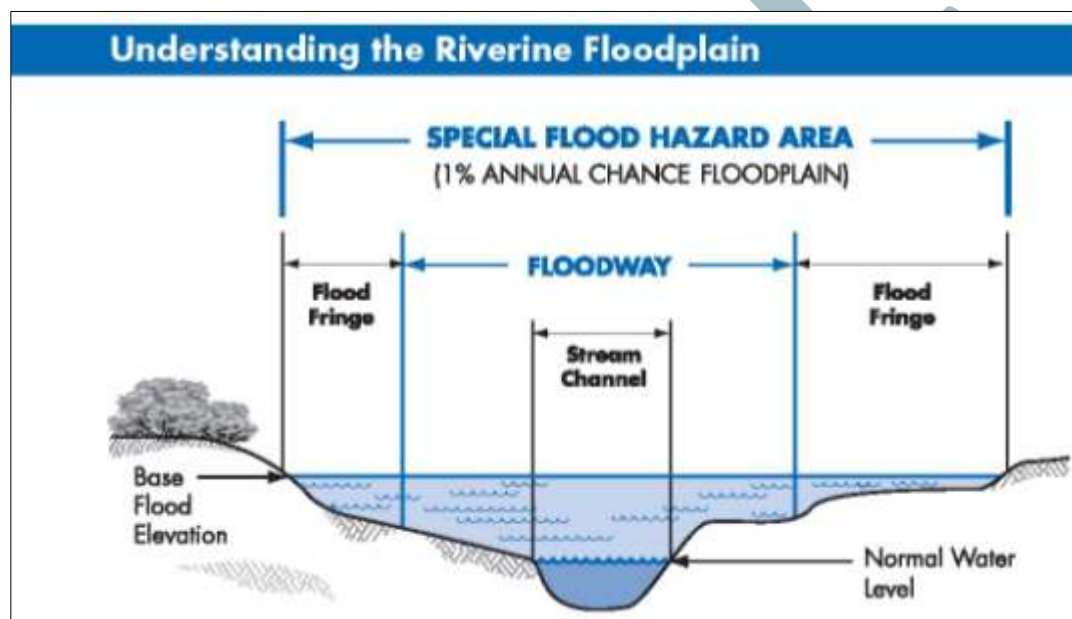 Understanding the Riverine Floodplain
SPECIAL FLOOD HAZARD AREA
(1% ANNUAL CHANCE FLOODPLAIN)
FLOODWAY
Flood
Fringe
Flood
Fringe
Stream
Channel
Base
Flood
Elevation
Normal Water
Level